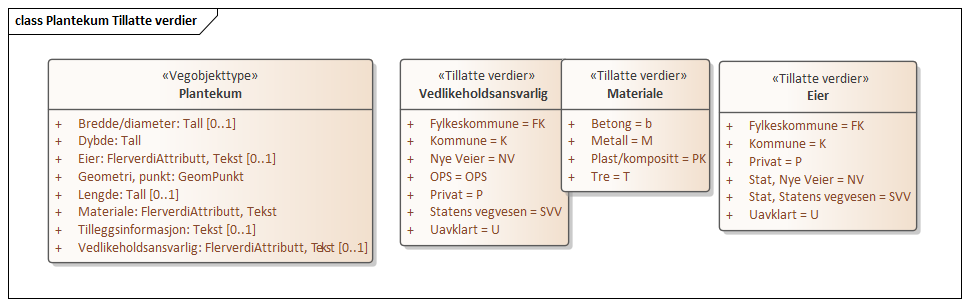 class Plantekum Tillatte verdier
«Vegobjekttype»
Plantekum
+ Bredde/diameter: Tall [0..1]
+ Dybde: Tall
+ Eier: FlerverdiAttributt, Tekst [0..1]
+ Geometri, punkt: GeomPunkt
+ Lengde: Tall [0..1]
+ Materiale: FlerverdiAttributt, Tekst
+ Tilleggsinformasjon: Tekst [0..1]
+ Vedlikeholdsansvarlig: FlerverdiAttributt, Tekst [0..1]
«Tillatte verdier»
Vedlikeholdsansvarlig
+ Fylkeskommune = FK
+ Kommune = K
+ Nye Veier = NV
+ OPS = OPS
+ Privat = P
+ Statens vegvesen = SVV
+ Uavklart = U
«Tillatte verdier»
Materiale
+ Betong = b
+ Metall = M
+ Plast/kompositt = PK
+ Tre = T
«Tillatte verdier»
Eier
+ Fylkeskommune = FK
+ Kommune = K
+ Privat = P
+ Stat, Nye Veier = NV
+ Stat, Statens vegvesen = SVV
+ Uavklart = U